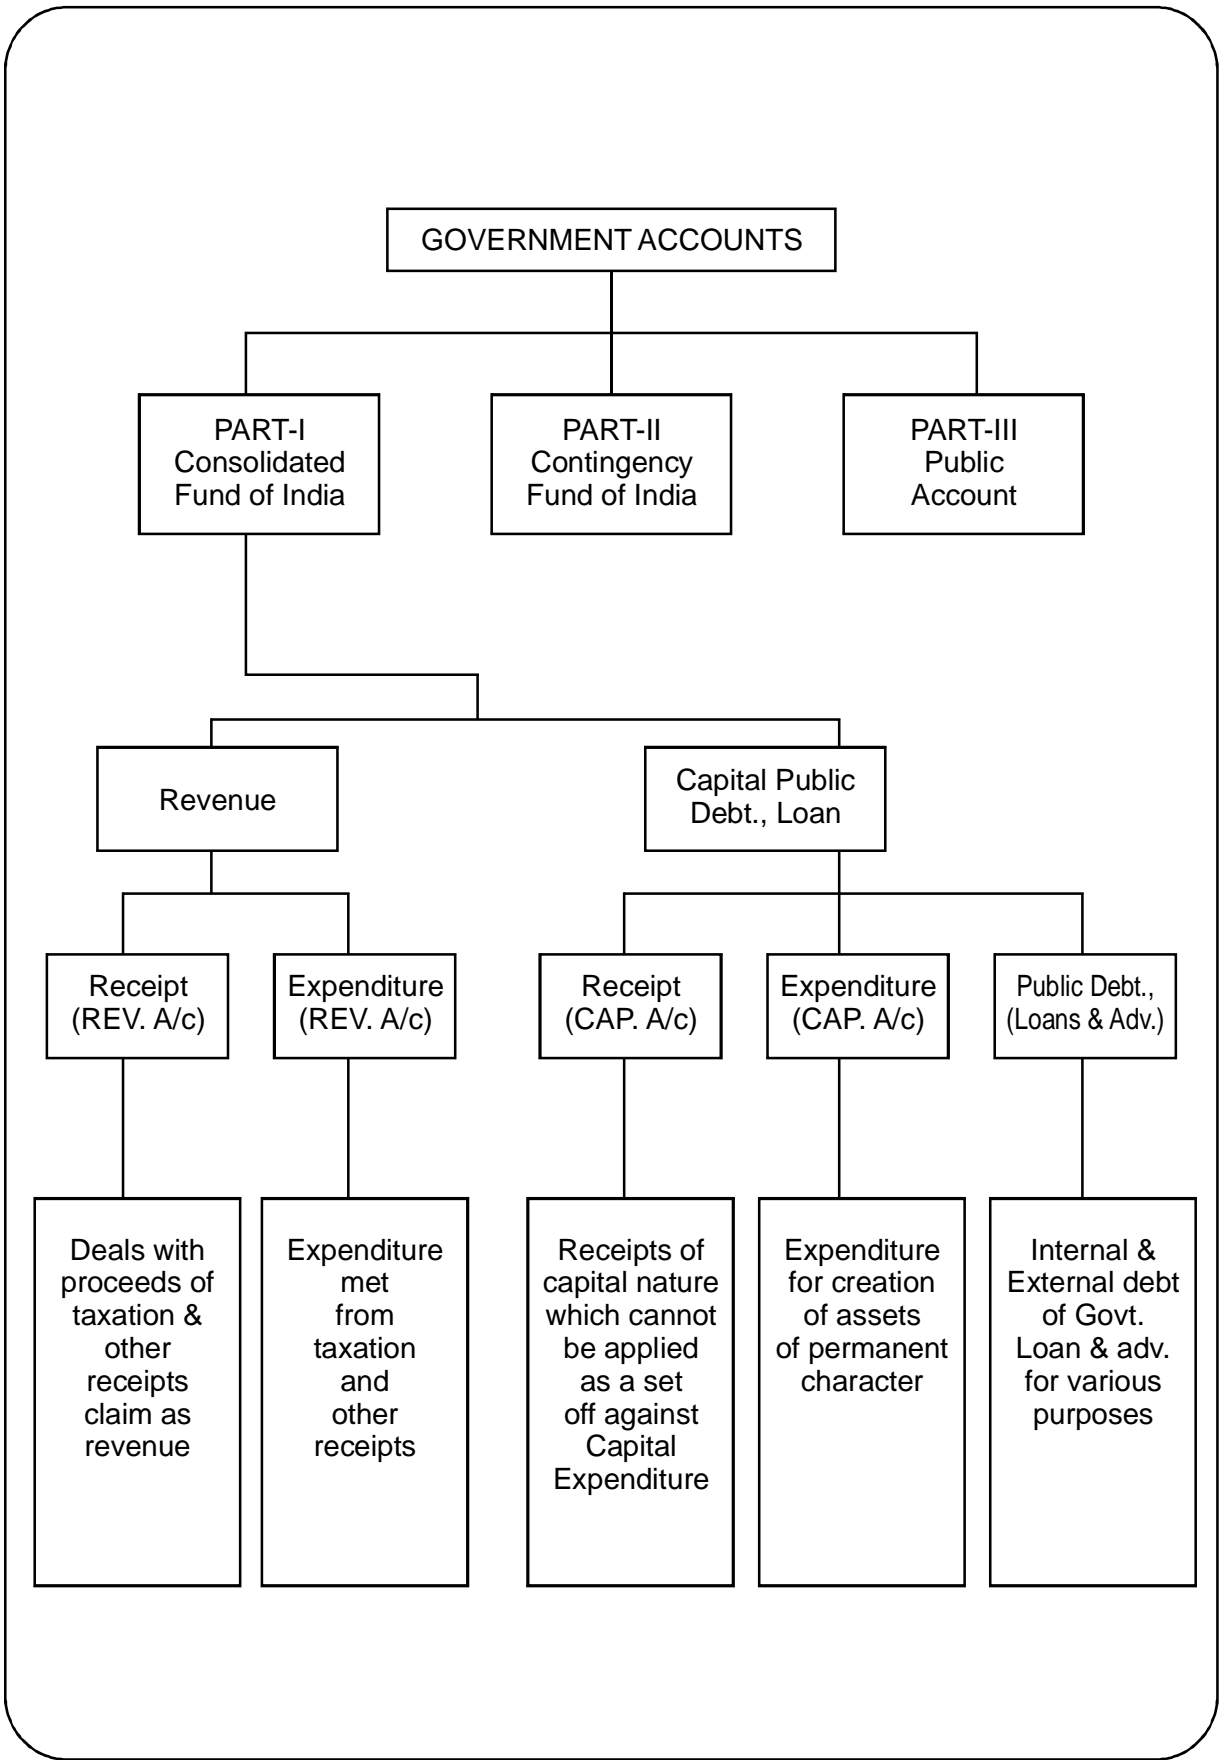 GOVERNMENT ACCOUNTS
PART-I
Consolidated
Fund of India
PART-II
Contingency
Fund of India
PART-III
Public
Account
Revenue
Capital Public
Debt., Loan
Receipt
(REV. A/c)
Expenditure
(REV. A/c)
Receipt
(CAP. A/c)
Expenditure
(CAP. A/c)
Public Debt.,
(Loans & Adv.)
Deals with
proceeds of
taxation &
other
receipts
claim as
revenue
Expenditure
met
from
taxation
and
other
receipts
Receipts of
capital nature
which cannot
be applied
as a set
off against
Capital
Expenditure
Expenditure
for creation
of assets
of permanent
character
Internal &
External debt
of Govt.
Loan & adv.
for various
purposes